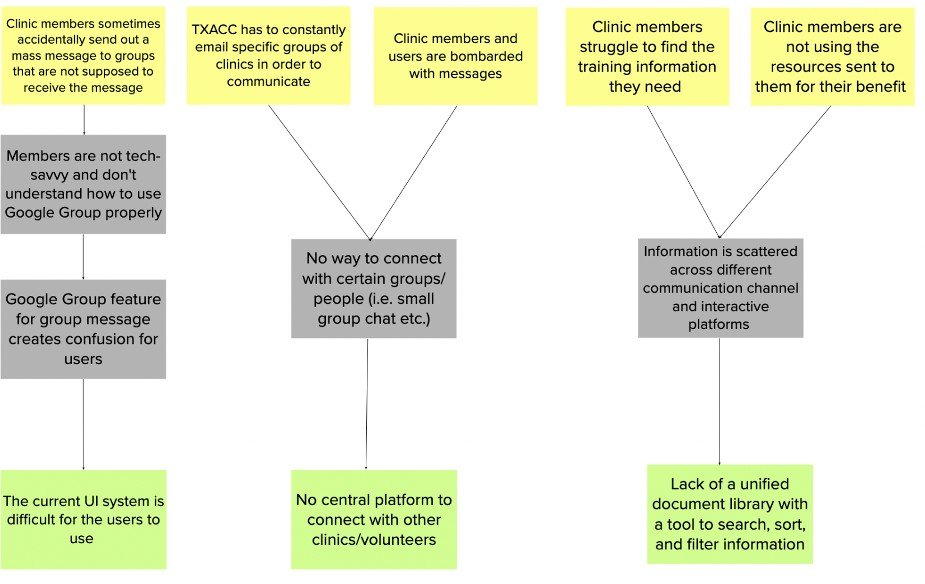 Clinic members sometimes
accidentally send out a
mass message to groups
that are not supposed to
receive the message
TXACC has to constantly
email specific groups of
clinics in order to
communicate
Clinic members and
users are bombarded
with messages
Clinic members
struggle to find the
training information
they need
Clinic members are
not using the
resources sent to
them for their benefit
Members are not tech-
savvy and don't
understand how to use
Google Group properly
Google Group feature
for group message
creates confusion for
users
No way to connect
with certain groups/
people (i.e. small
group chat etc.)
Information is scattered
across different
communication channel
and interactive
platforms
The current UI system is
difficult for the users to
use
No central platform to
connect with other
clinics/volunteers
Lack of a unified
document library with
a tool to search, sort,
and filter information